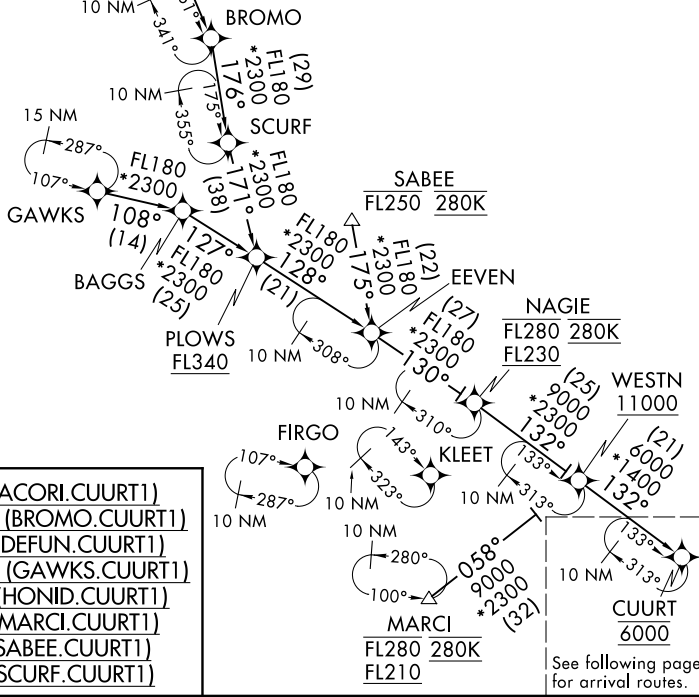 10 NM
341°
BROMO
FL180
*2300
(29)
176°
10 NM
175°
355°
SCURF
15 NM
287°
107°
GAWKS
FL180
*2300
108°
(14)
BAGGS
FL180
*2300
171°
(38)
127°
FL180
*2300
(25)
PLOWS
FL340
SABEE
FL250 280K
FL180
*2300
128°
(21)
(22)
FL180
*2300
175°
EEVEN
10 NM
308°
(27)
FL180
*2300
130°
NAGIE
FL280 280K
FL230
10 NM
310°
(25)
9000
*2300
132°
WESTN
11000
FIRGO
107°
287°
10 NM
143°
323°
KLEET
10 NM
133°
313°
10 NM
(21)
6000
*1400
132°
10 NM
280°
100°
058°
9000
*2300
(32)
MARCI
FL280 280K
FL210
133°
313°
10 NM
CUURT
6000
See following page
for arrival routes.
ACORI.CUURT1)
(BROMO.CUURT1)
DEFUN.CUURT1)
(GAWKS.CUURT1)
HONID.CUURT1)
MARCI.CUURT1)
SABEE.CUURT1)
SCURF.CUURT1)